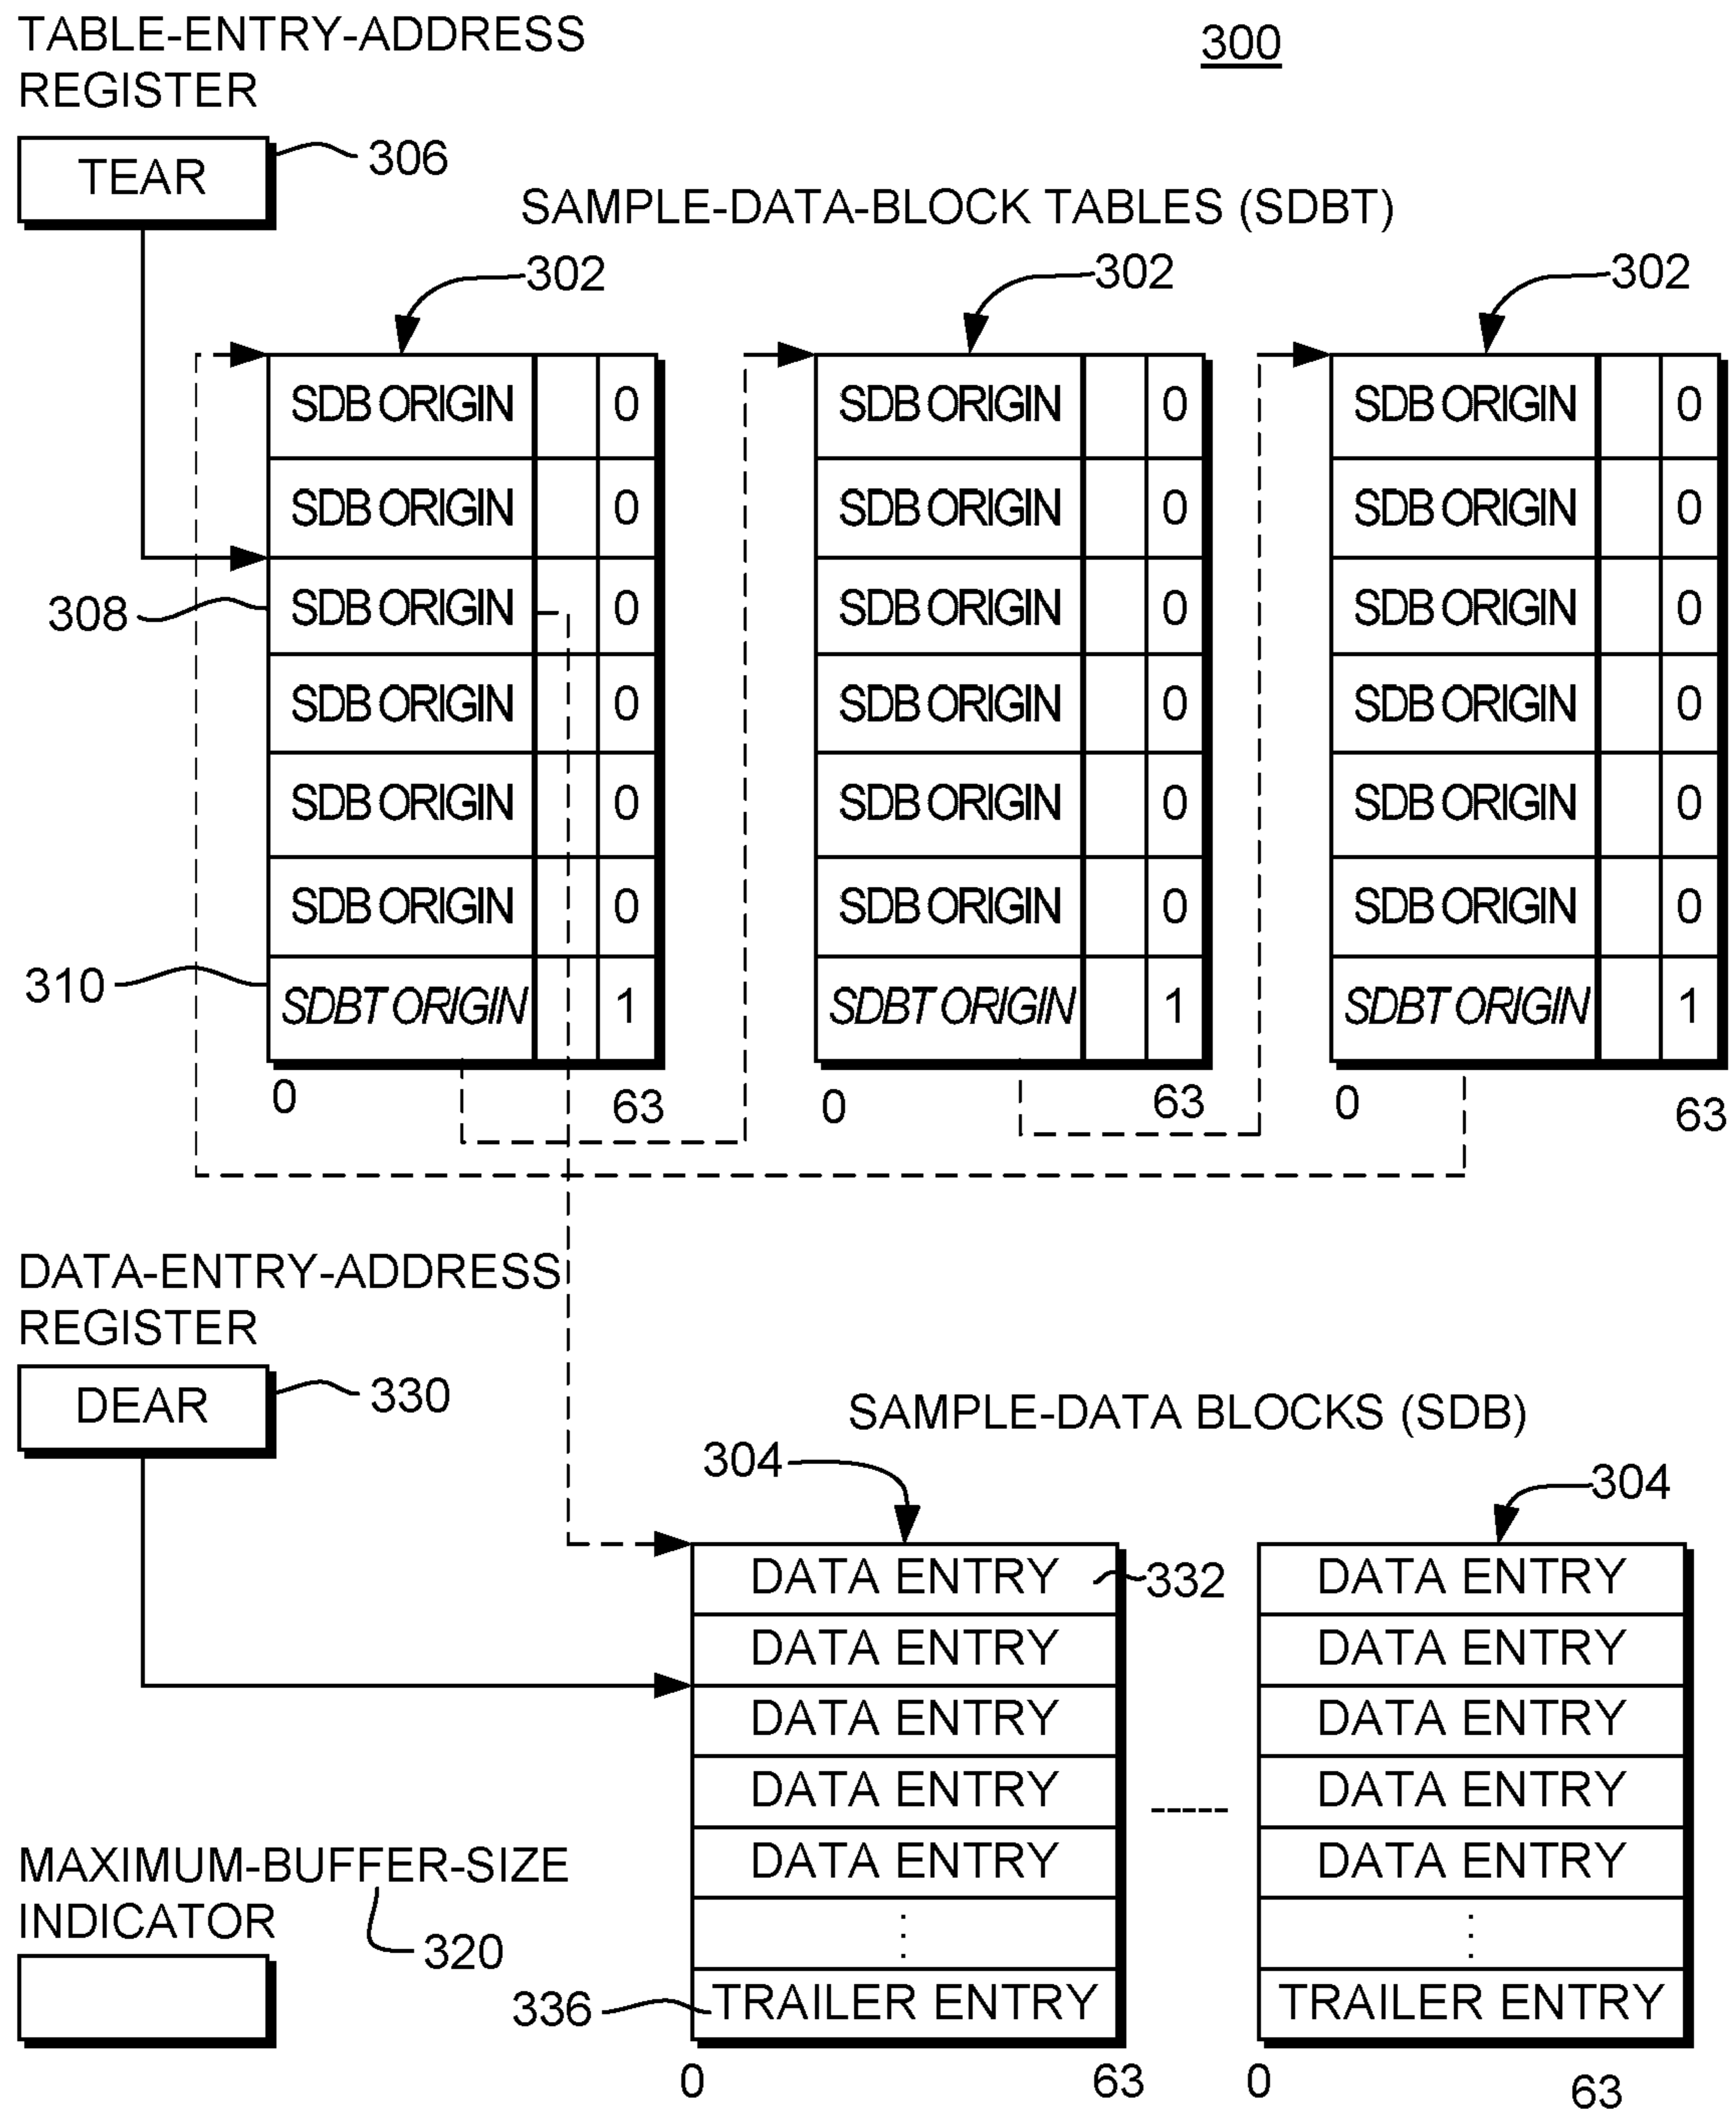 TABLE-ENTRY-ADDRESS
REGISTER
300
TEAR
306
SAMPLE-DATA-BLOCK TABLES (SDBT)
302 302 302
SDB ORIGIN 0 SDB ORIGIN 0 SDB ORIGIN 0
SDB ORIGIN 0 SDB ORIGIN 0 SDB ORIGIN 0
308 SDB ORIGIN 0 SDB ORIGIN 0 SDB ORIGIN 0
SDB ORIGIN 0 SDB ORIGIN 0 SDB ORIGIN 0
SDB ORIGIN 0 SDB ORIGIN 0 SDB ORIGIN 0
SDB ORIGIN 0 SDB ORIGIN 0 SDB ORIGIN 0
310 SDBT ORIGIN 1 SDBT ORIGIN 1 SDBT ORIGIN 1
0 63 0 63 0 63
DATA-ENTRY-ADDRESS
REGISTER
DEAR
330
SAMPLE-DATA BLOCKS (SDB)
304 304
DATA ENTRY 332 DATA ENTRY
DATA ENTRY DATA ENTRY
DATA ENTRY DATA ENTRY
DATA ENTRY DATA ENTRY
DATA ENTRY DATA ENTRY
MAXIMUM-BUFFER-SIZE
INDICATOR
320
336 TRAILER ENTRY TRAILER ENTRY
0 63 0 63